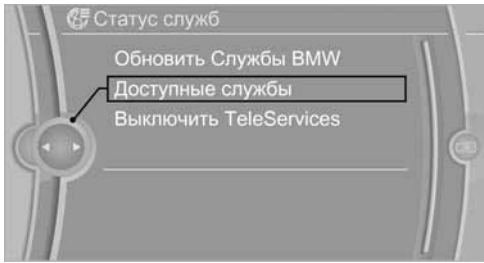 Статус служб
Обновить Службы BMW
Доступные службы
Выключить TeleServices